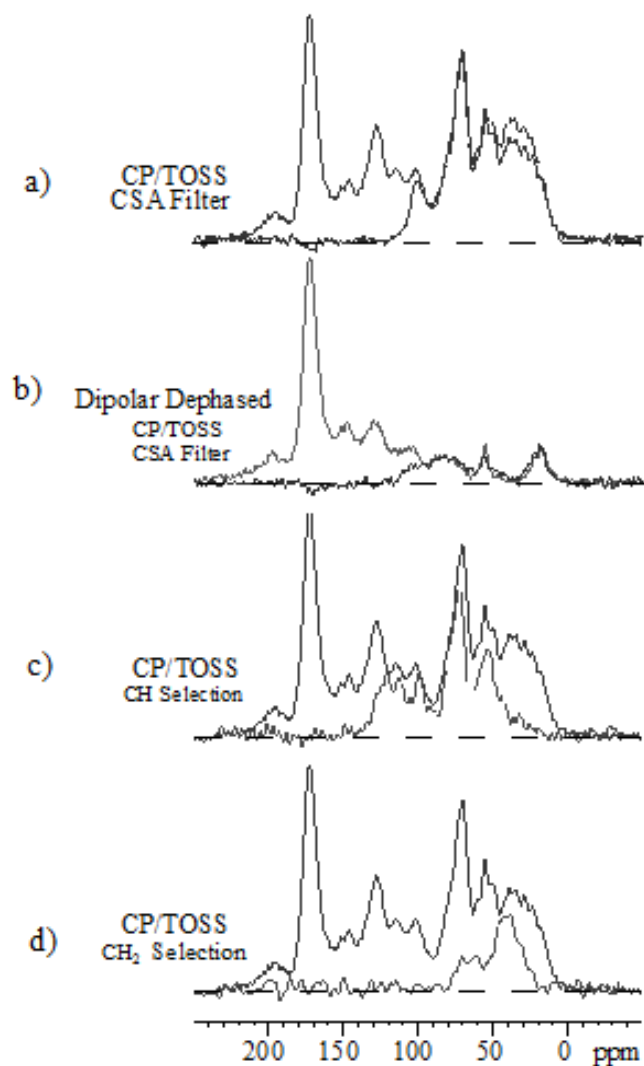 a)
CP/TOSS
CSA Filter
b)
Dipolar Dephased
CP/TOSS
CSA Filter
c)
CP/TOSS
CH Selection
d)
CP/TOSS
CH₂ Selection
200 150 100 50 0 ppm